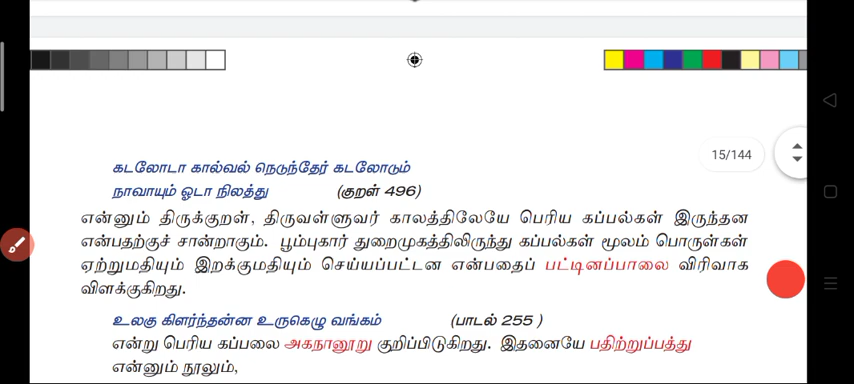 கடலோடா கால்வல் நெடுந்தேர் கடலோடும்
நாவாயும் ஓடா நிலத்து (குறள் 496)
15/144
என்னும் திருக்குறள், திருவள்ளுவர் காலத்திலேயே பெரிய கப்பல்கள் இருந்தன
என்பதற்குச் சான்றாகும். பூம்புகார் துறைமுகத்திலிருந்து கப்பல்கள் மூலம் பொருள்கள்
ஏற்றுமதியும் இறக்குமதியும் செய்யப்பட்டன என்பதைப் பட்டினப்பாலை விரிவாக
விளக்குகிறது.
உலகு கிளர்ந்தன்ன உருகெழு வங்கம் (பாடல் 255 )
என்று பெரிய கப்பலை அகநானூறு குறிப்பிடுகிறது. இதனையே பதிற்றுப்பத்து
என்னும் நூலும்,